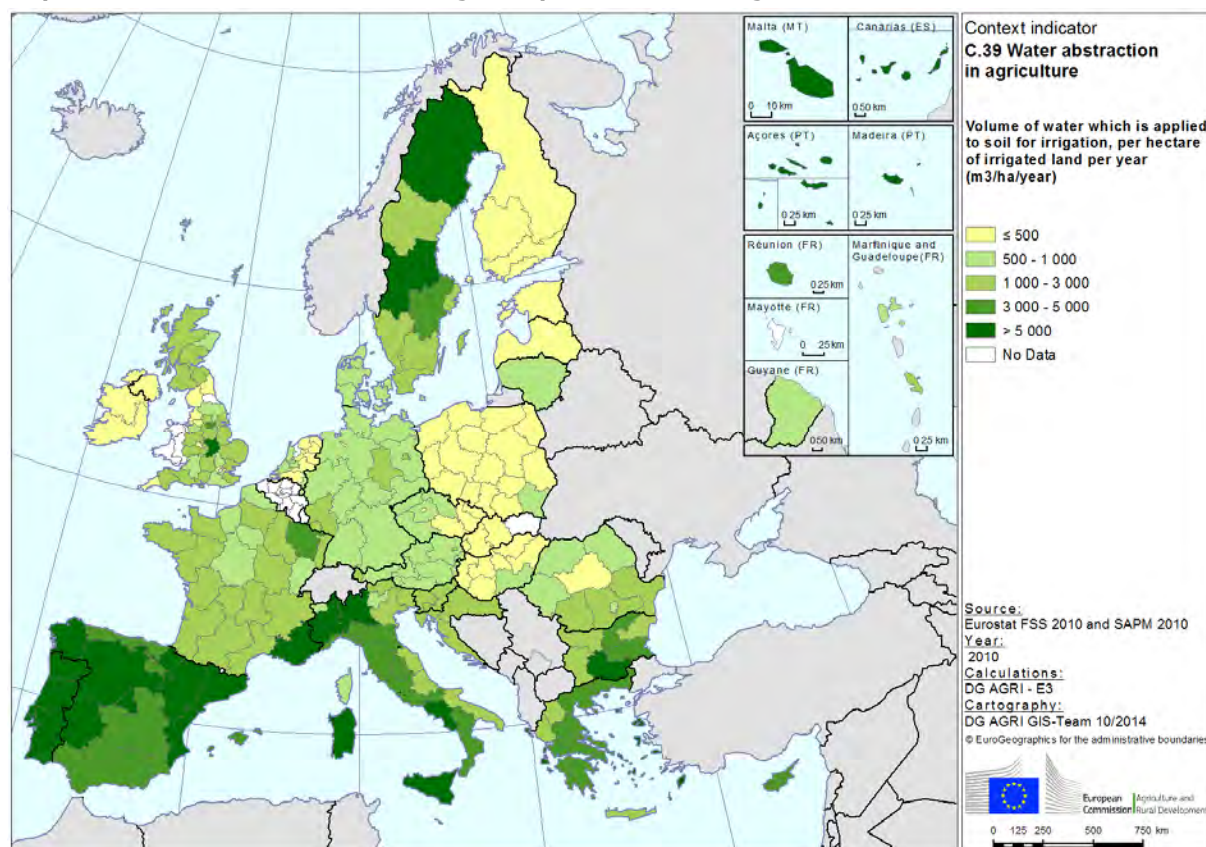 Malta (MT)
0 10 km
Canarias (ES)
0 50 km
Açores (PT)
0 25 km
Madeira (PT)
0 25 km
Réunion (FR)
0 25 km
Martinique and
Guadeloupe(FR)
Mayotte (FR)
0 25 km
Guyane (FR)
0 50 km
0 25 km
Context indicator
C.39 Water abstraction
in agriculture
Volume of water which is applied
to soil for irrigation, per hectare
of irrigated land per year
(m3/ha/year)
≤ 500
500 - 1 000
1 000 - 3 000
3 000 - 5 000
> 5 000
No Data
Source:
Eurostat FSS 2010 and SAPM 2010
Year:
2010
Calculations:
DG AGRI - E3
Cartography:
DG AGRI GIS-Team 10/2014
© EuroGeographics for the administrative boundaries
European
Commission
Agriculture and
Rural Development
0 125 250 500 750 km